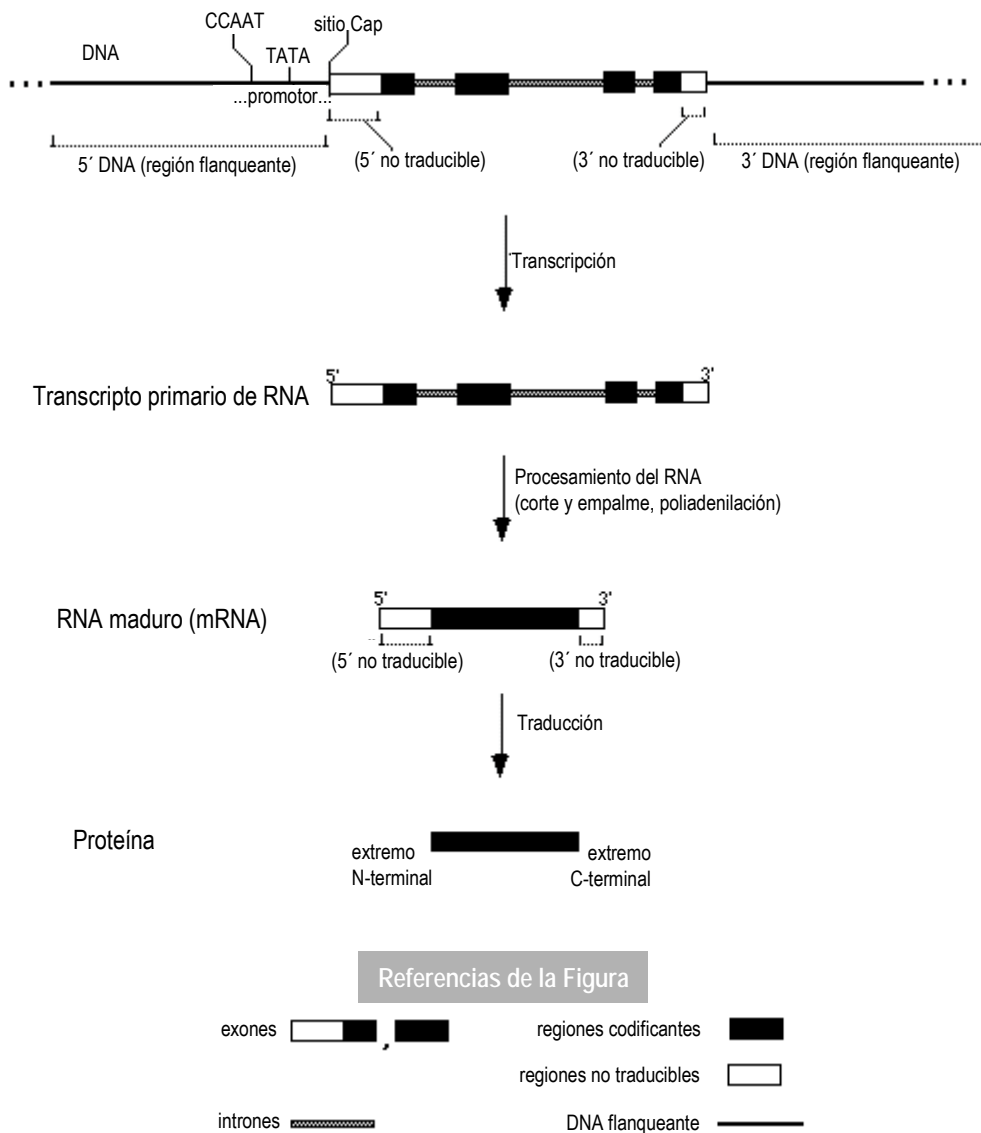 CCAAT
sitio Cap
DNA
TATA
...promotor...
5´ DNA (región flanqueante)
(5´ no traducible)
(3´ no traducible)
3´ DNA (región flanqueante)
Transcripción
5'
3'
Transcripto primario de RNA
Procesamiento del RNA
(corte y empalme, poliadenilación)
5'
3'
RNA maduro (mRNA)
(5´ no traducible)
(3´ no traducible)
Traducción
Proteína
extremo
N-terminal
extremo
C-terminal
Referencias de la Figura
exones
,
regiones codificantes
regiones no traducibles
intrones
DNA flanqueante